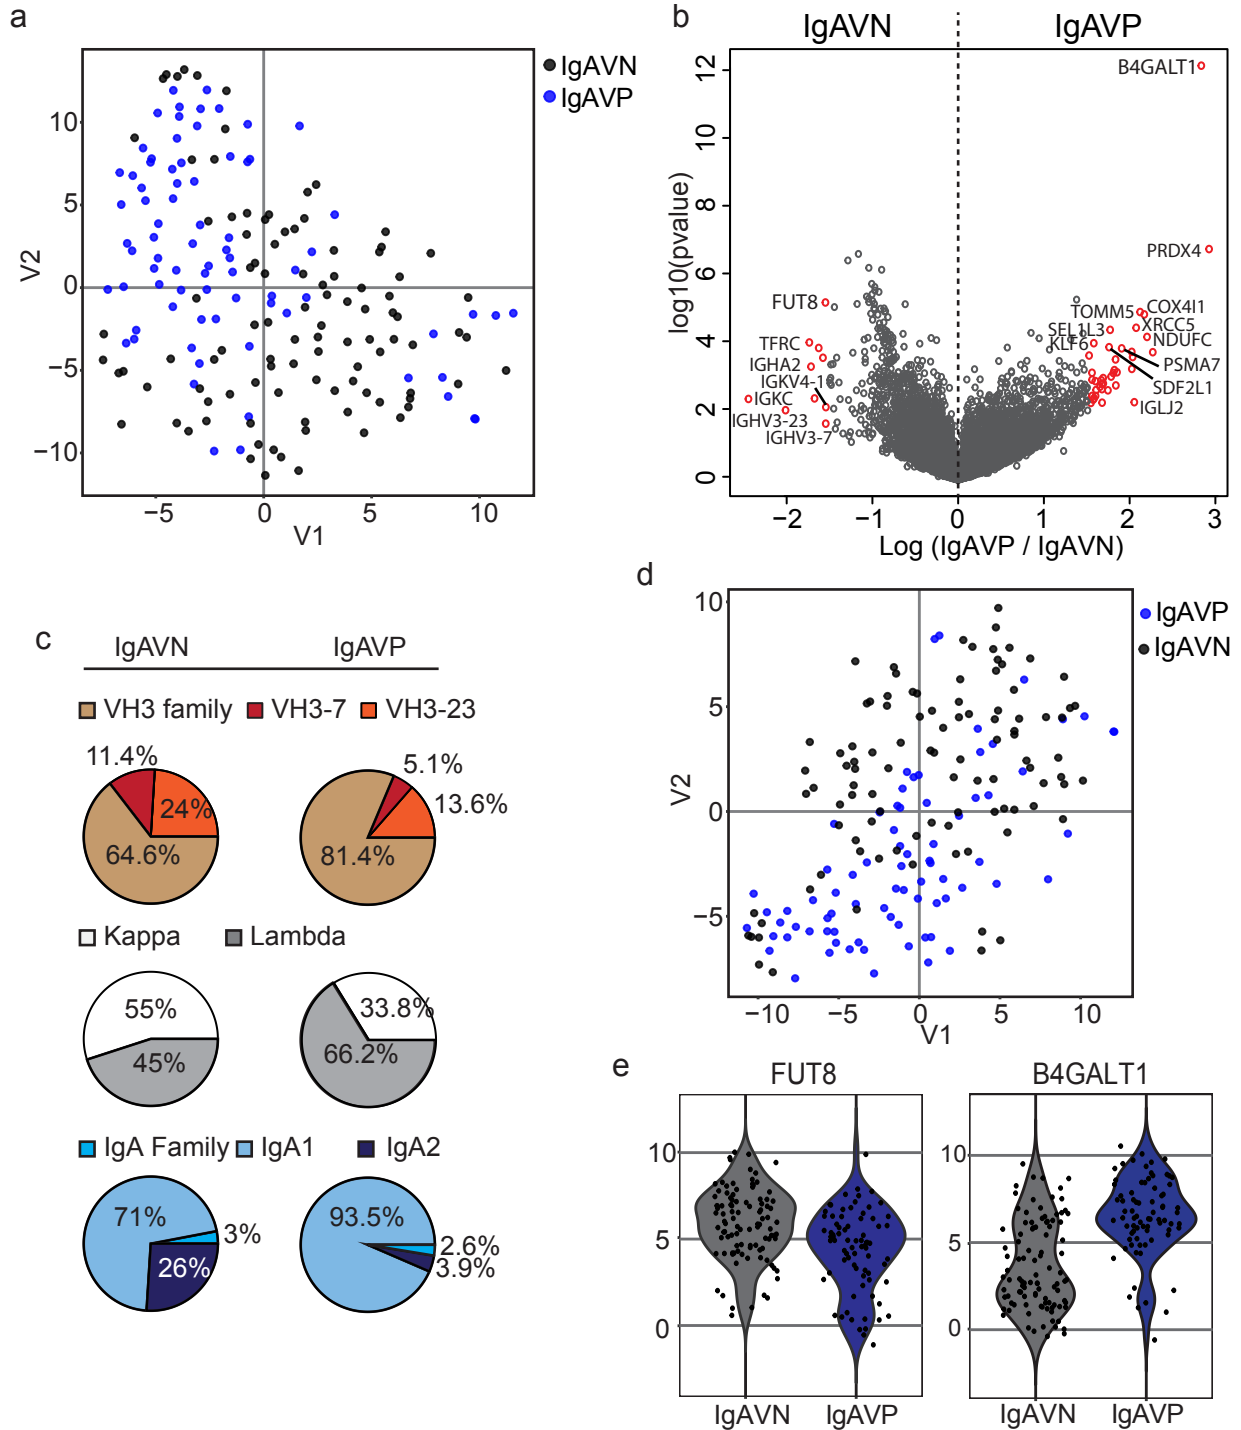 a
IgAVN
IgAVP
10
5
0
−5
−10
−5
0
5
10
V2
V1
b
IgAVN
IgAVP
12
10
8
6
4
2
0
log10(pvalue)
B4GALT1
PRDX4
FUT8
TOMM5
COX4I1
SEL1L3
XRCC5
TFRC
KLF6
NDUFC
IGHA2
PSMA7
IGKV4-1
SDF2L1
IGKC
IGLJ2
IGHV3-23
IGHV3-7
−2
−1
0
1
2
3
Log (IgAVP / IgAVN)
c
IgAVN
IgAVP
VH3 family
VH3-7
VH3-23
11.4%
24%
64.6%
5.1%
13.6%
81.4%
Kappa
Lambda
55%
45%
33.8%
66.2%
IgA Family
IgA1
IgA2
71%
3%
26%
93.5%
2.6%
3.9%
d
IgAVP
IgAVN
10
5
0
−5
V2
−10
−5
0
5
10
V1
e
FUT8
B4GALT1
10
5
0
IgAVN
IgAVP
10
5
0
IgAVN
IgAVP